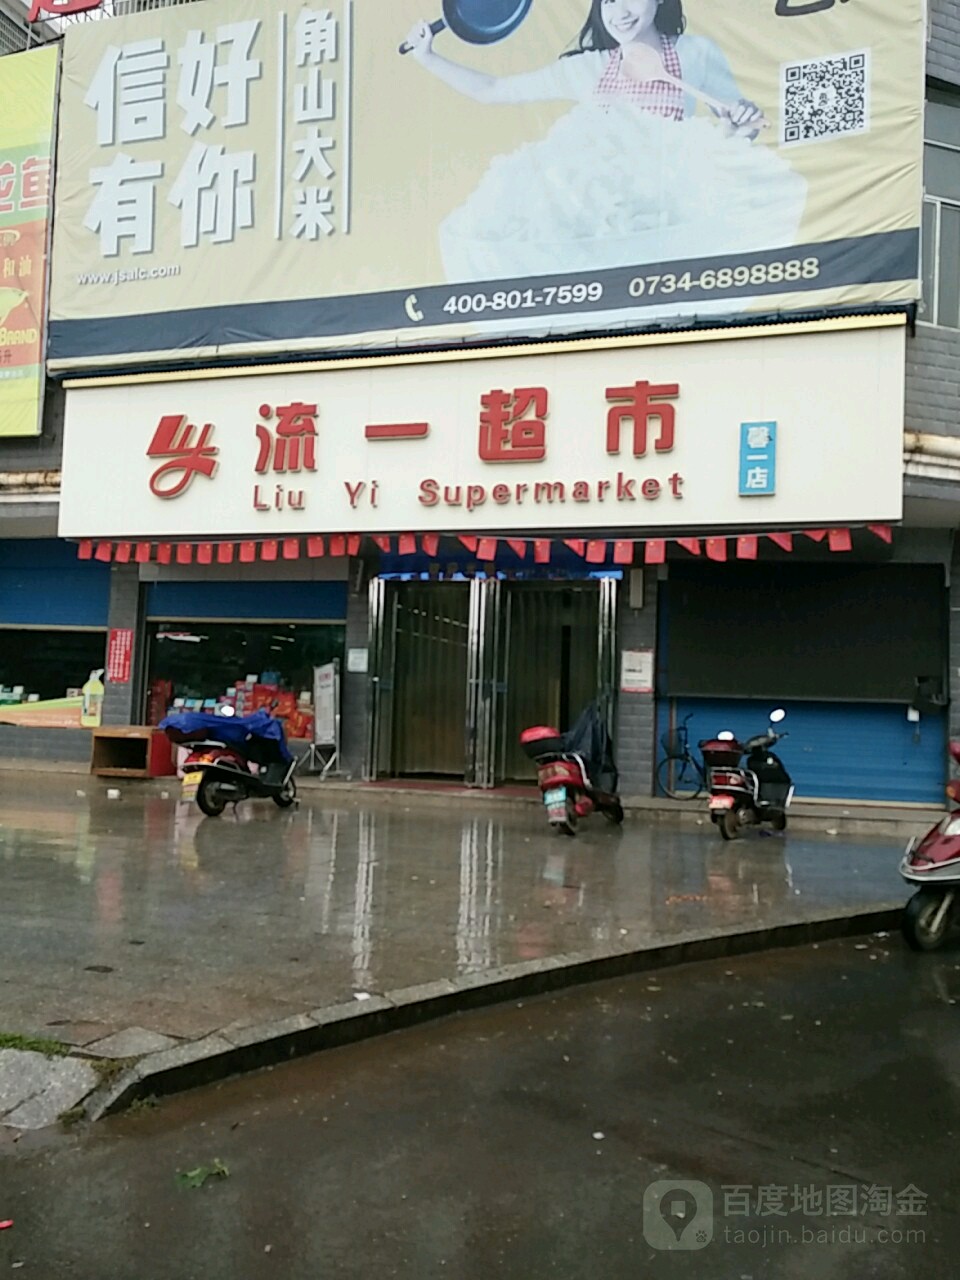 信好
有你
角山大米
www.jsalc.com
400-801-7599 0734-6898888
流一超市
Liu Yi Supermarket
馨一店
BRAND
百度地图淘金
taojin.baidu.com